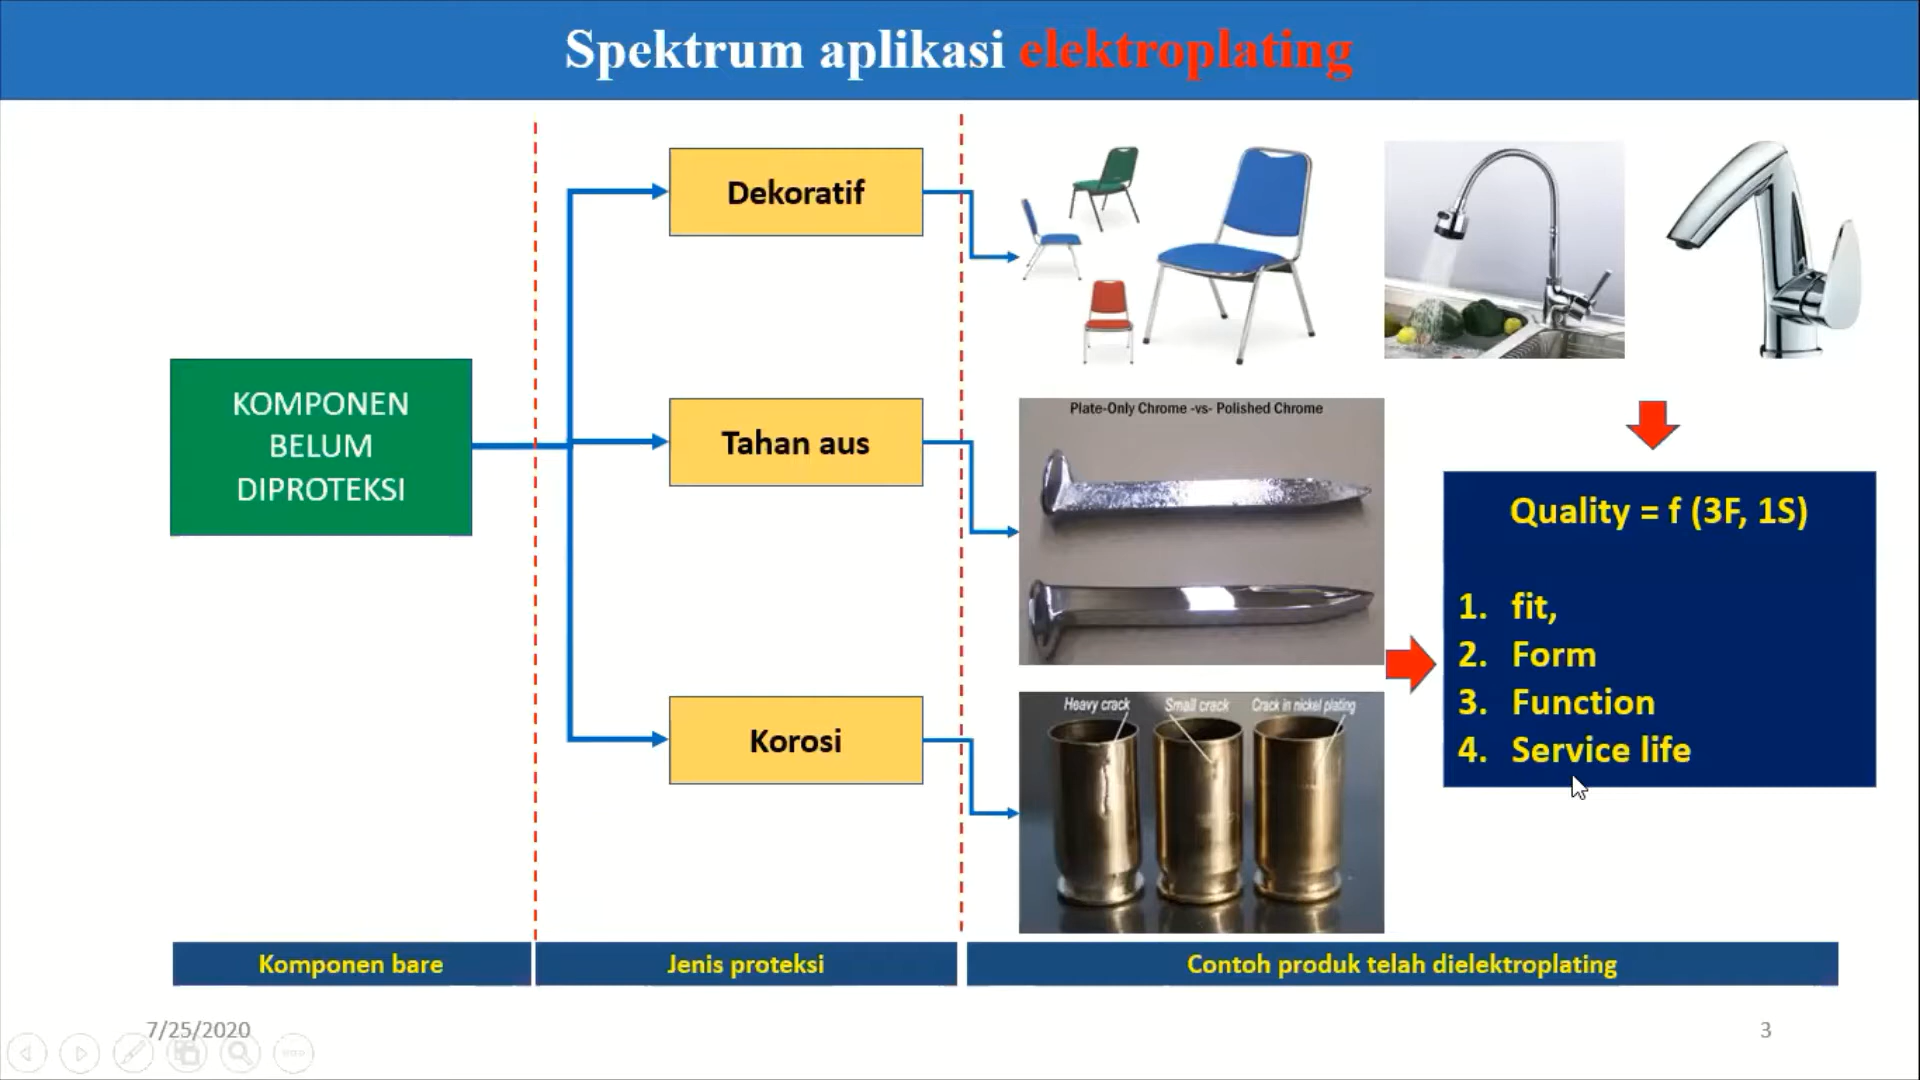 Spektrum aplikasi elektroplating
KOMPONEN
BELUM
DIPROTEKSI
Dekoratif
Tahan aus
Korosi
Plate-Only Chrome -vs- Polished Chrome
Heavy crack
Small crack
Crack in nickel plating
Quality = f (3F, 1S)
1. fit,
2. Form
3. Function
4. Service life
Komponen bare
Jenis proteksi
Contoh produk telah dielektroplating
7/25/2020
3